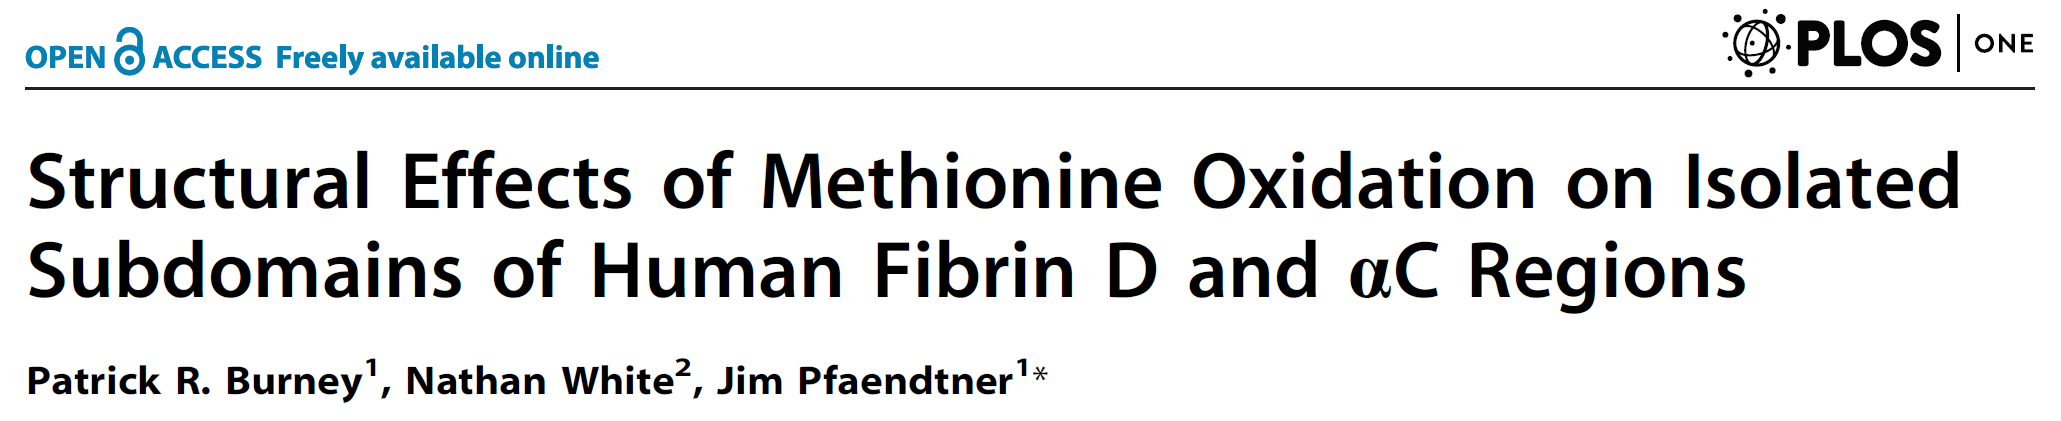 OPEN ACCESS Freely available online
PLOS ONE
Structural Effects of Methionine Oxidation on Isolated
Subdomains of Human Fibrin D and αC Regions
Patrick R. Burney1, Nathan White2, Jim Pfaendtner1*